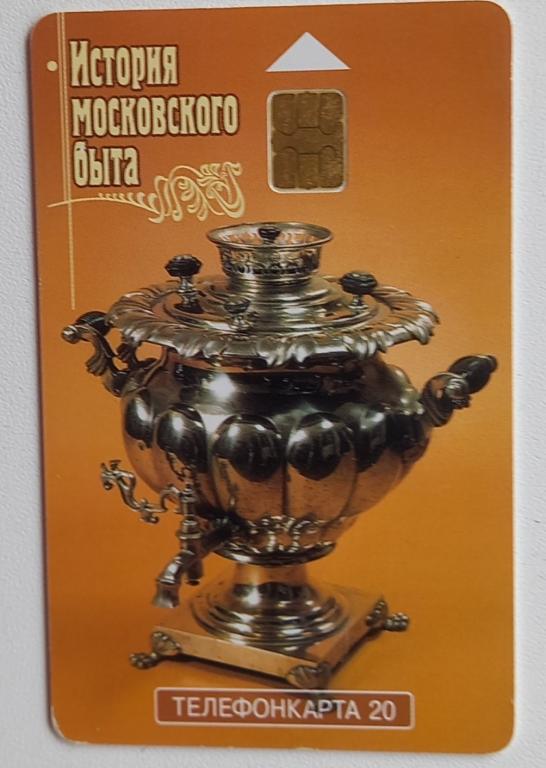 История
московского
быта
ТЕЛЕФОНКАРТА 20